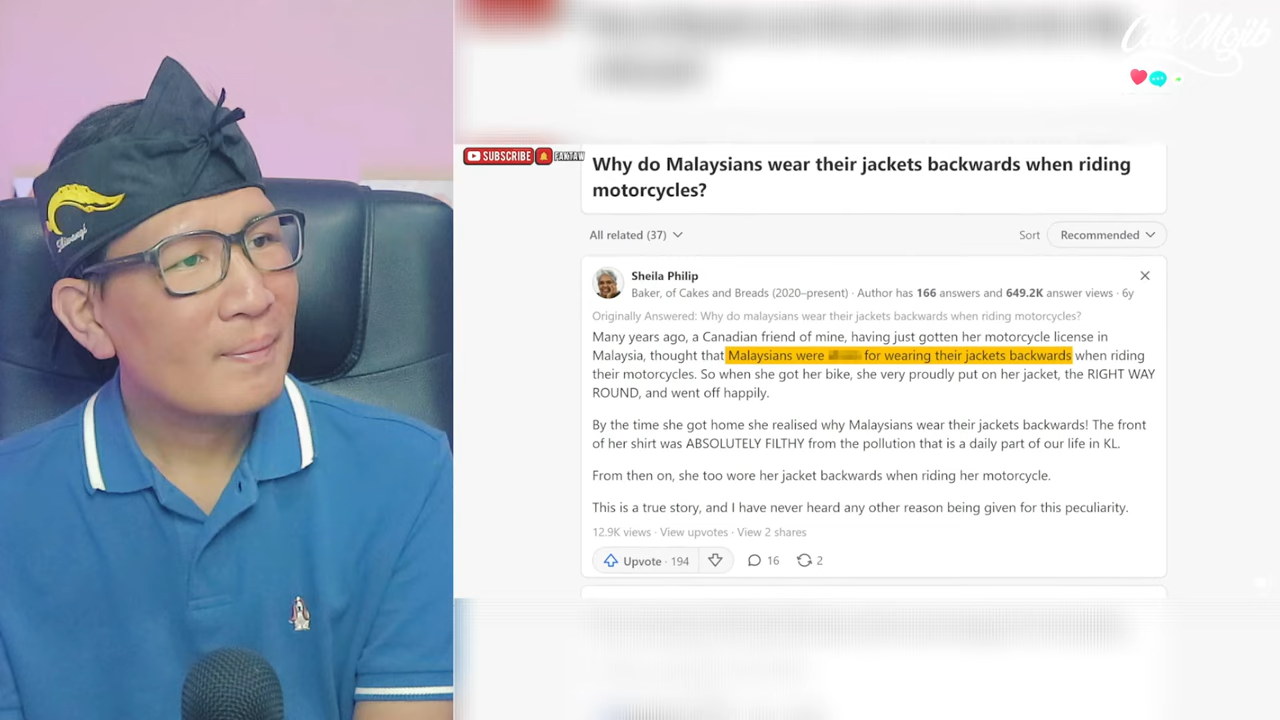 Cak Mojib
SUBSCRIBE
Why do Malaysians wear their jackets backwards when riding
motorcycles?
All related (37)
Sort
Recommended
Sheila Philip
Baker, of Cakes and Breads (2020–present) · Author has 166 answers and 649.2K answer views · 6y
Originally Answered: Why do malaysians wear their jackets backwards when riding motorcycles?
Many years ago, a Canadian friend of mine, having just gotten her motorcycle license in
Malaysia, thought that Malaysians were for wearing their jackets backwards when riding
their motorcycles. So when she got her bike, she very proudly put on her jacket, the RIGHT WAY
ROUND, and went off happily.
By the time she got home she realised why Malaysians wear their jackets backwards! The front
of her shirt was ABSOLUTELY FILTHY from the pollution that is a daily part of our life in KL.
From then on, she too wore her jacket backwards when riding her motorcycle.
This is a true story, and I have never heard any other reason being given for this peculiarity.
12.9K views · View upvotes · View 2 shares
Upvote · 194
16
2